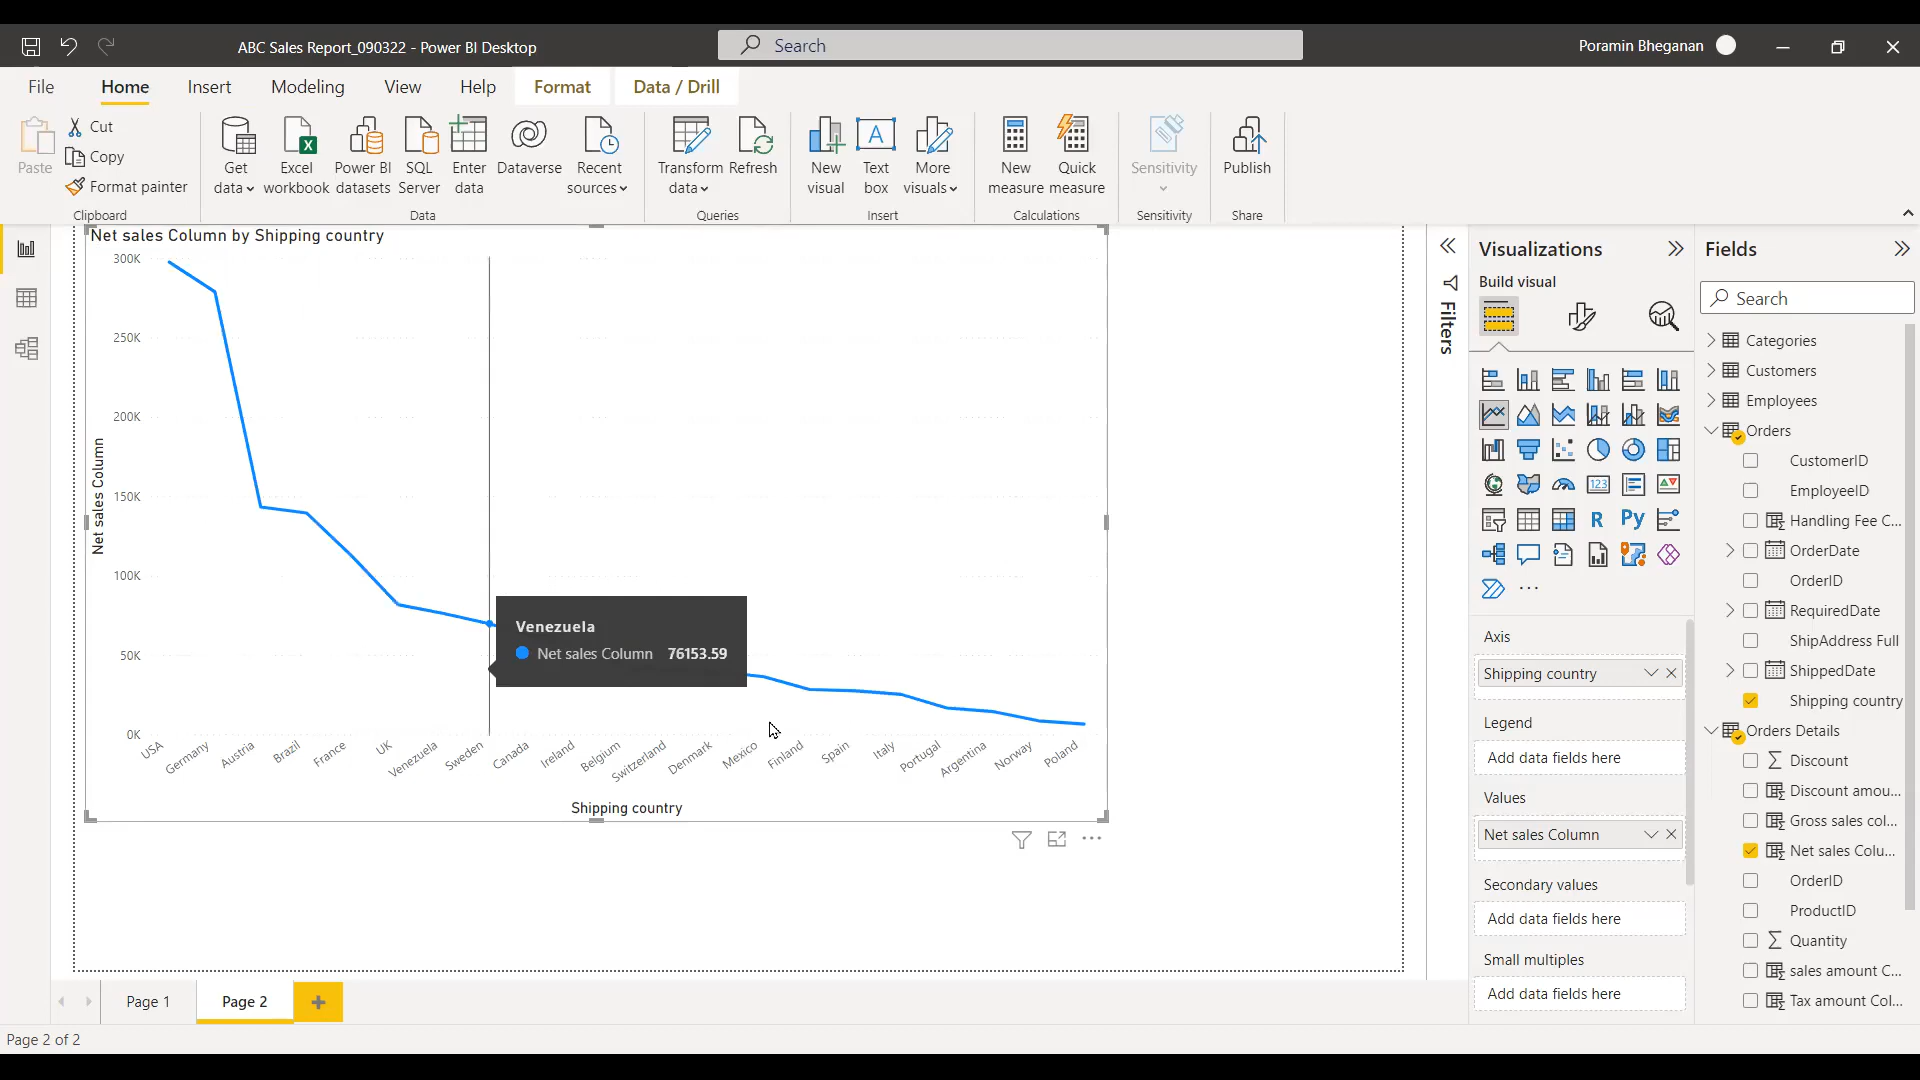 ABC Sales Report_090322 - Power BI Desktop
Search
Poramin Bheganan
File
Home
Insert
Modeling
View
Help
Format
Data / Drill
Paste
Cut
Copy
Format painter
Clipboard
Get data
Excel workbook
Power BI datasets
SQL Server
Enter data
Dataverse
Recent sources
Data
Transform data
Refresh
Queries
New visual
Text box
More visuals
Insert
New measure
Quick measure
Calculations
Sensitivity
Sensitivity
Publish
Share
Net sales Column by Shipping country
300K
250K
200K
150K
100K
50K
0K
Net sales Column
Venezuela
Net sales Column 76153.59
USA
Germany
Austria
Brazil
France
UK
Venezuela
Sweden
Canada
Ireland
Belgium
Switzerland
Denmark
Mexico
Finland
Spain
Italy
Portugal
Argentina
Norway
Poland
Shipping country
Filters
Visualizations
Build visual
123
R
Py
...
Axis
Shipping country
Legend
Add data fields here
Values
Net sales Column
Secondary values
Add data fields here
Small multiples
Add data fields here
Fields
Search
Categories
Customers
Employees
Orders
CustomerID
EmployeeID
Handling Fee C...
OrderDate
OrderID
RequiredDate
ShipAddress Full
ShippedDate
Shipping country
Orders Details
Discount
Discount amou...
Gross sales col...
Net sales Colu...
OrderID
ProductID
Quantity
sales amount C...
Tax amount Col...
Page 1
Page 2
Page 2 of 2